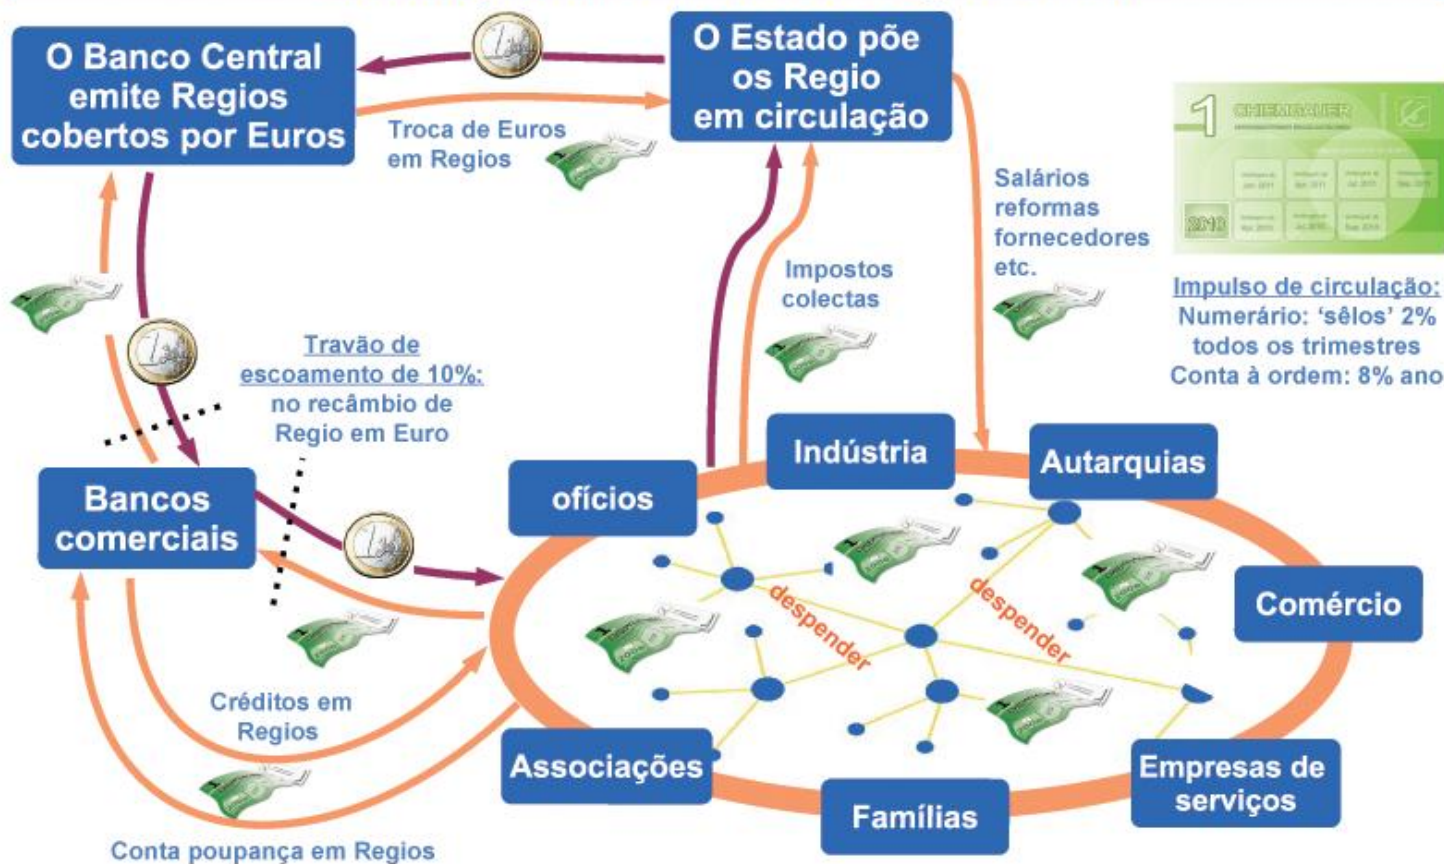 O Banco Central
emite Regios
cobertos por Euros
O Estado põe
os Regio
em circulação
Troca de Euros
em Regios
Salários
reformas
fornecedores
etc.
Impostos
colectas
1
CHIEMGAUER
2010
Impulso de circulação:
Numerário: ‘sêlos’ 2%
todos os trimestres
Conta à ordem: 8% ano
Travão de
escoamento de 10%:
no recâmbio de
Regio em Euro
Bancos
comerciais
ofícios
Indústria
Autarquias
Comércio
Empresas de
serviços
Famílias
Associações
despender
despender
Créditos em
Regios
Conta poupança em Regios